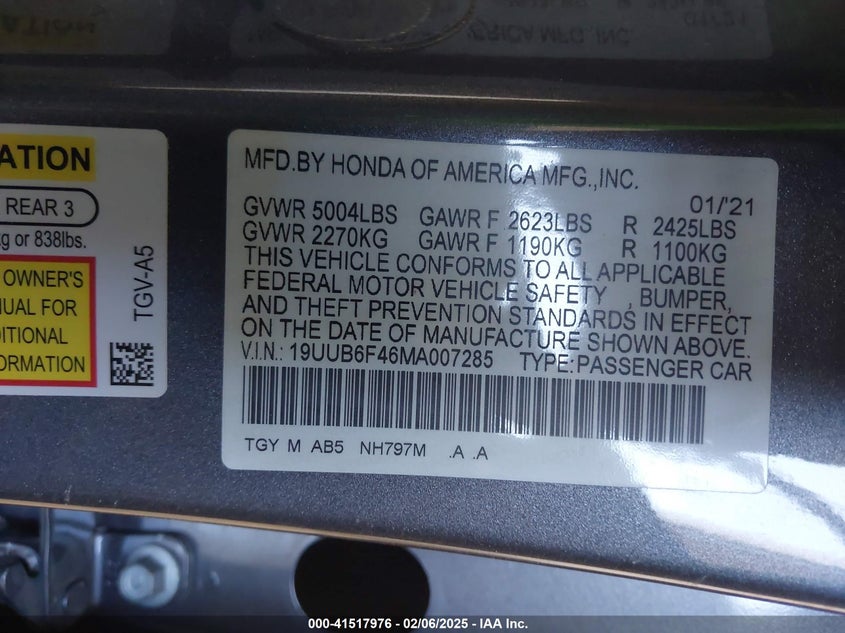 ATION
REAR 3
kg or 838lbs.
OWNER'S
NUAL FOR
DITIONAL
FORMATION
TGV-A5
MFD.BY HONDA OF AMERICA MFG.,INC.
01/'21
GVWR 5004LBS GAWR F 2623LBS R 2425LBS
GVWR 2270KG GAWR F 1190KG R 1100KG
THIS VEHICLE CONFORMS TO ALL APPLICABLE
FEDERAL MOTOR VEHICLE SAFETY , BUMPER,
AND THEFT PREVENTION STANDARDS IN EFFECT
ON THE DATE OF MANUFACTURE SHOWN ABOVE.
V.I.N.: 19UUB6F46MA007285 TYPE:PASSENGER CAR
TGY M AB5 NH797M .A .A
000-41517976 - 02/06/2025 - IAA Inc.